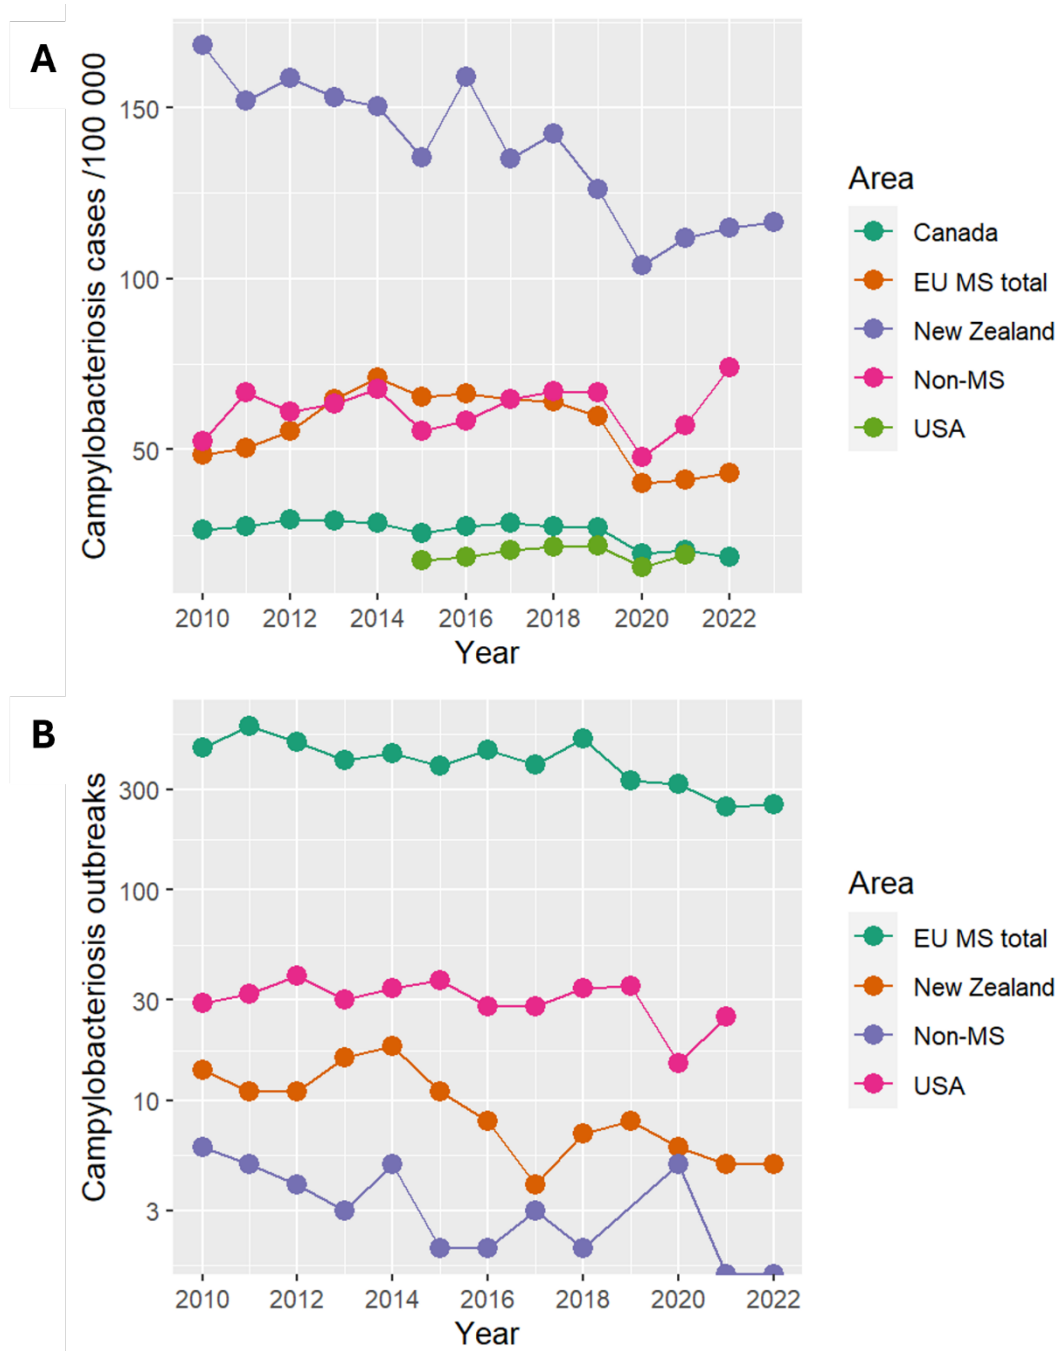 A
Campylobacteriosis cases /100 000
150
100
50
2010 2012 2014 2016 2018 2020 2022
Year
Area
Canada
EU MS total
New Zealand
Non-MS
USA
B
Campylobacteriosis outbreaks
300
100
30
10
3
2010 2012 2014 2016 2018 2020 2022
Year
Area
EU MS total
New Zealand
Non-MS
USA